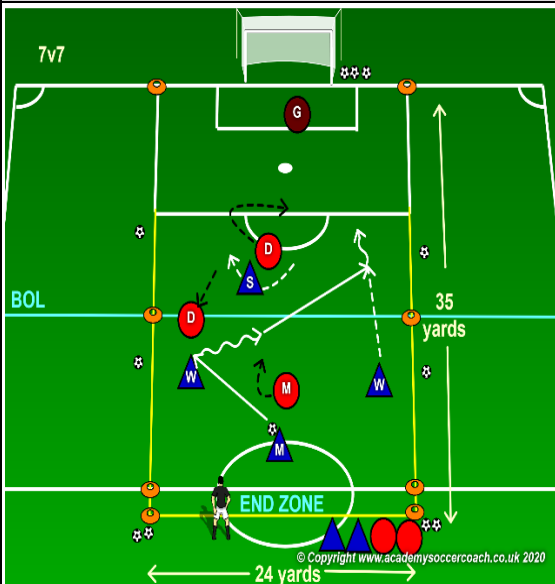 7v7
G
D
S
BOL
D
35
yards
W
W
M
M
END ZONE
© Copyright www.academysoccercoach.co.uk 2020
24 yards